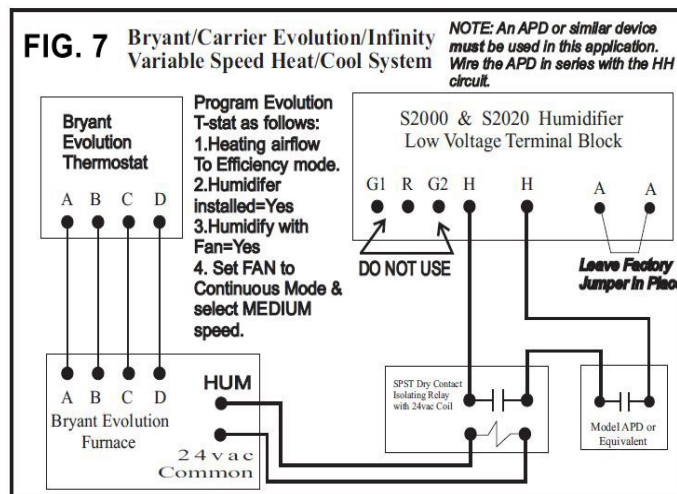 FIG. 7
Bryant/Carrier Evolution/Infinity
Variable Speed Heat/Cool System
NOTE: An APD or similar device
must be used in this application.
Wire the APD in series with the HH
circuit.
Bryant
Evolution
Thermostat
A B C D
Program Evolution
T-stat as follows:
1.Heating airflow
To Efficiency mode.
2.Humidifer
installed=Yes
3.Humidify with
Fan=Yes
4. Set FAN to
Continuous Mode &
select MEDIUM
speed.
S2000 & S2020 Humidifier
Low Voltage Terminal Block
G1 R G2 H H A A
DO NOT USE
Leave Factory
Jumper in Place
A B C D
Bryant Evolution
Furnace
HUM
24vac
Common
SPST Dry Contact
Isolating Relay
with 24vac Coil
Model APD or
Equivalent